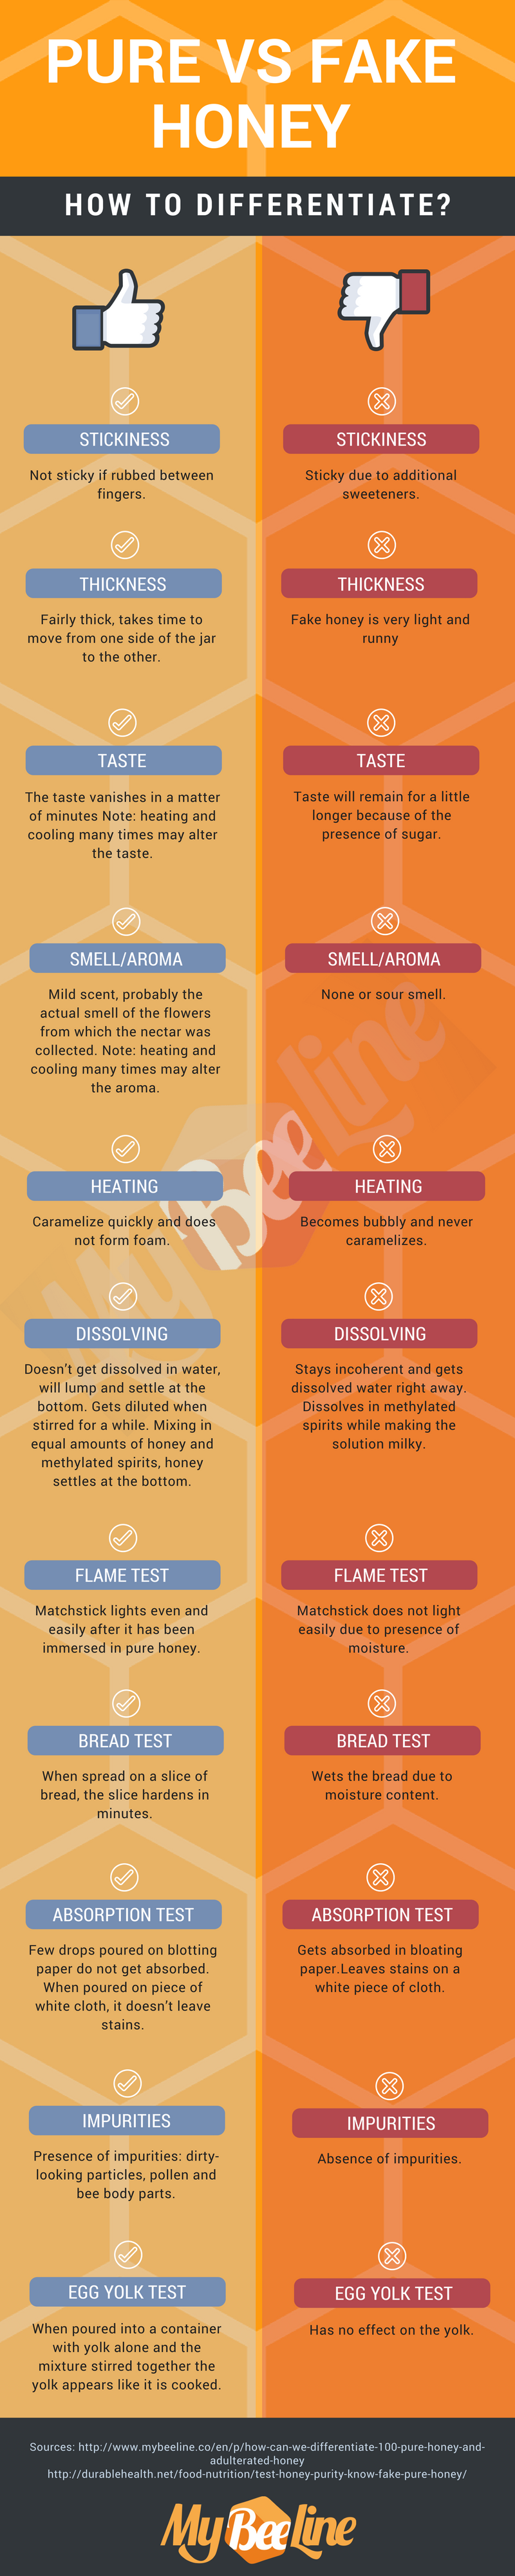 PURE VS FAKE
HONEY
HOW TO DIFFERENTIATE?
STICKINESS
Not sticky if rubbed between
fingers.
STICKINESS
Sticky due to additional
sweeteners.
THICKNESS
Fairly thick, takes time to
move from one side of the jar
to the other.
THICKNESS
Fake honey is very light and
runny
TASTE
The taste vanishes in a matter
of minutes Note: heating and
cooling many times may alter
the taste.
TASTE
Taste will remain for a little
longer because of the
presence of sugar.
SMELL/AROMA
Mild scent, probably the
actual smell of the flowers
from which the nectar was
collected. Note: heating and
cooling many times may alter
the aroma.
SMELL/AROMA
None or sour smell.
MyBeeLine
HEATING
Caramelize quickly and does
not form foam.
HEATING
Becomes bubbly and never
caramelizes.
DISSOLVING
Doesn't get dissolved in water,
will lump and settle at the
bottom. Gets diluted when
stirred for a while. Mixing in
equal amounts of honey and
methylated spirits, honey
settles at the bottom.
DISSOLVING
Stays incoherent and gets
dissolved water right away.
Dissolves in methylated
spirits while making the
solution milky.
FLAME TEST
Matchstick lights even and
easily after it has been
immersed in pure honey.
FLAME TEST
Matchstick does not light
easily due to presence of
moisture.
BREAD TEST
When spread on a slice of
bread, the slice hardens in
minutes.
BREAD TEST
Wets the bread due to
moisture content.
ABSORPTION TEST
Few drops poured on blotting
paper do not get absorbed.
When poured on piece of
white cloth, it doesn't leave
stains.
ABSORPTION TEST
Gets absorbed in bloating
paper.Leaves stains on a
white piece of cloth.
IMPURITIES
Presence of impurities: dirty-
looking particles, pollen and
bee body parts.
IMPURITIES
Absence of impurities.
EGG YOLK TEST
When poured into a container
with yolk alone and the
mixture stirred together the
yolk appears like it is cooked.
EGG YOLK TEST
Has no effect on the yolk.
Sources: http://www.mybeeline.co/en/p/how-can-we-differentiate-100-pure-honey-and-
adulterated-honey
http://durablehealth.net/food-nutrition/test-honey-purity-know-fake-pure-honey/
MyBeeLine